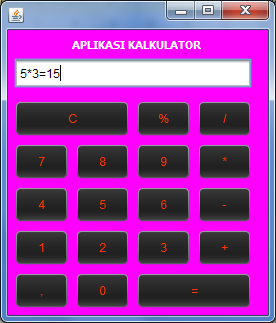 APLIKASI KALKULATOR
5*3=15
C % /
7 8 9 *
4 5 6 -
1 2 3 +
, 0 =